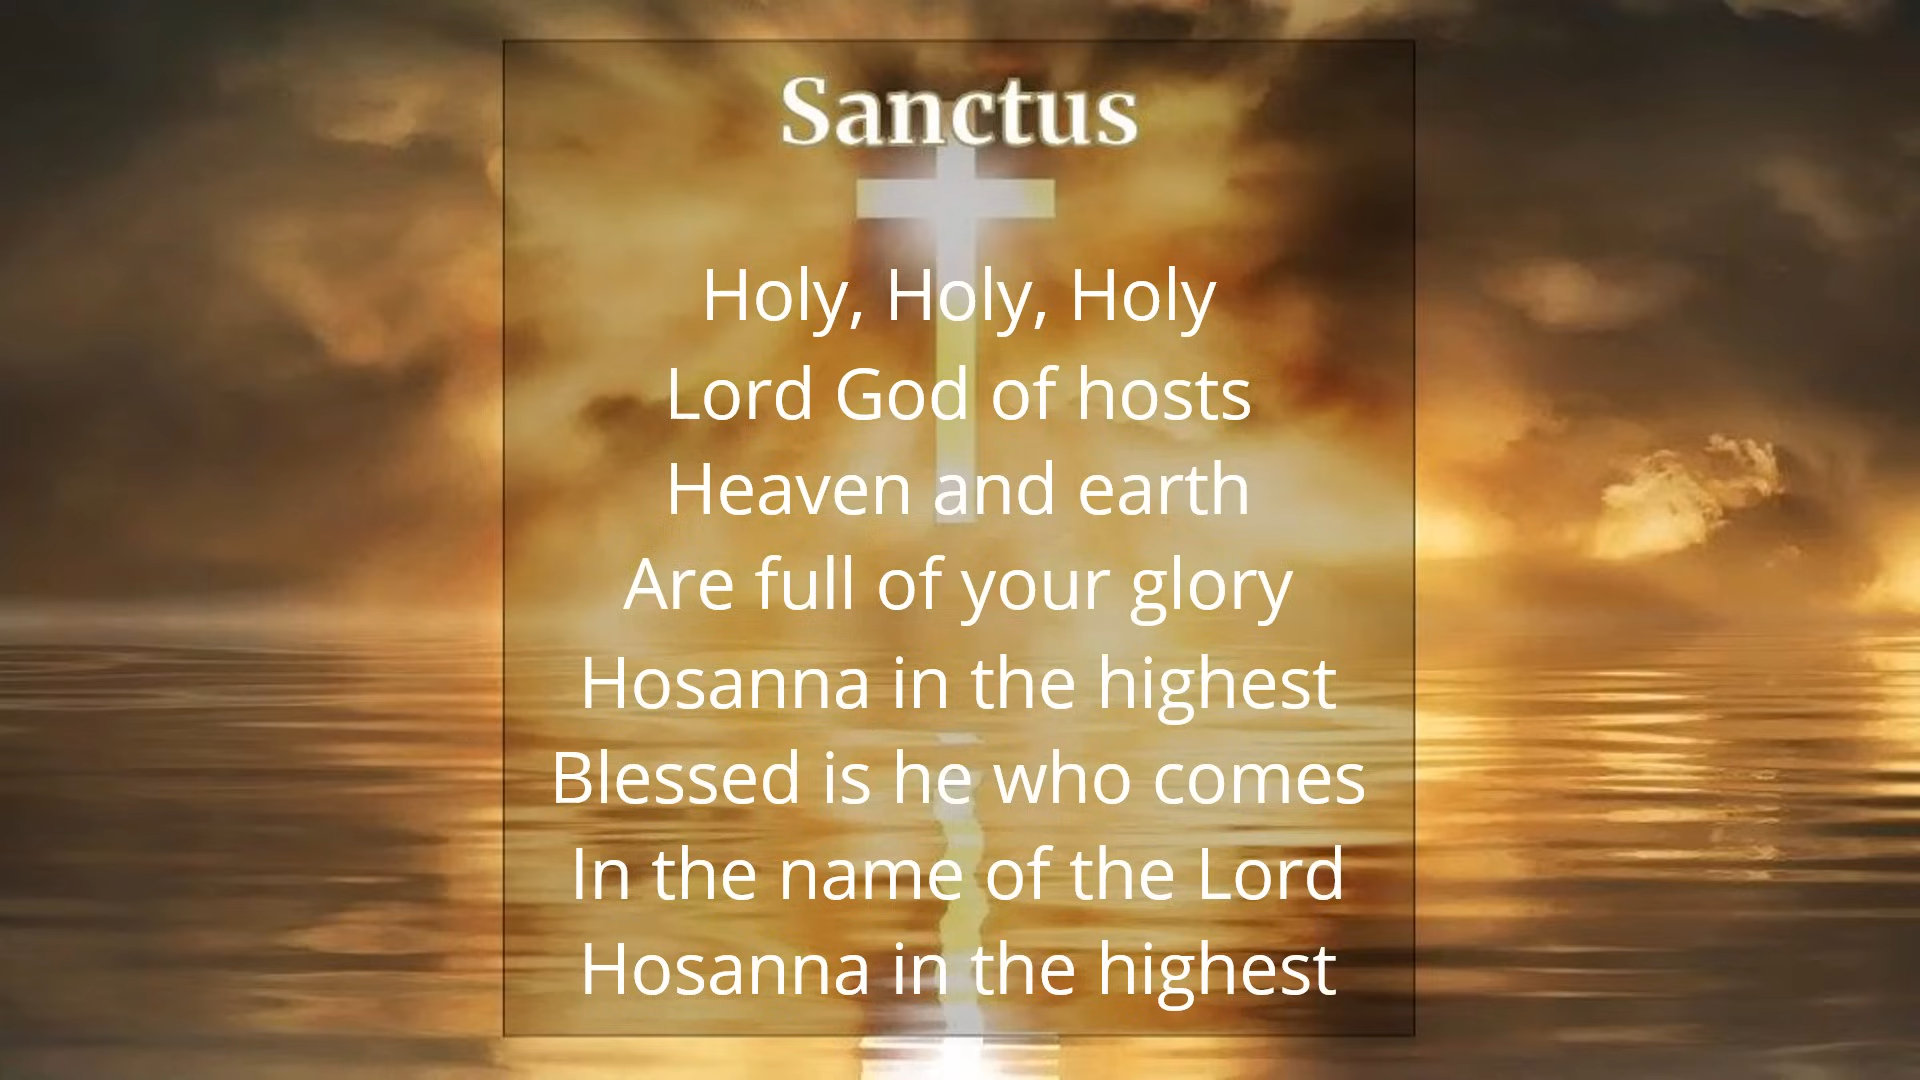 Sanctus
Holy, Holy, Holy
Lord God of hosts
Heaven and earth
Are full of your glory
Hosanna in the highest
Blessed is he who comes
In the name of the Lord
Hosanna in the highest